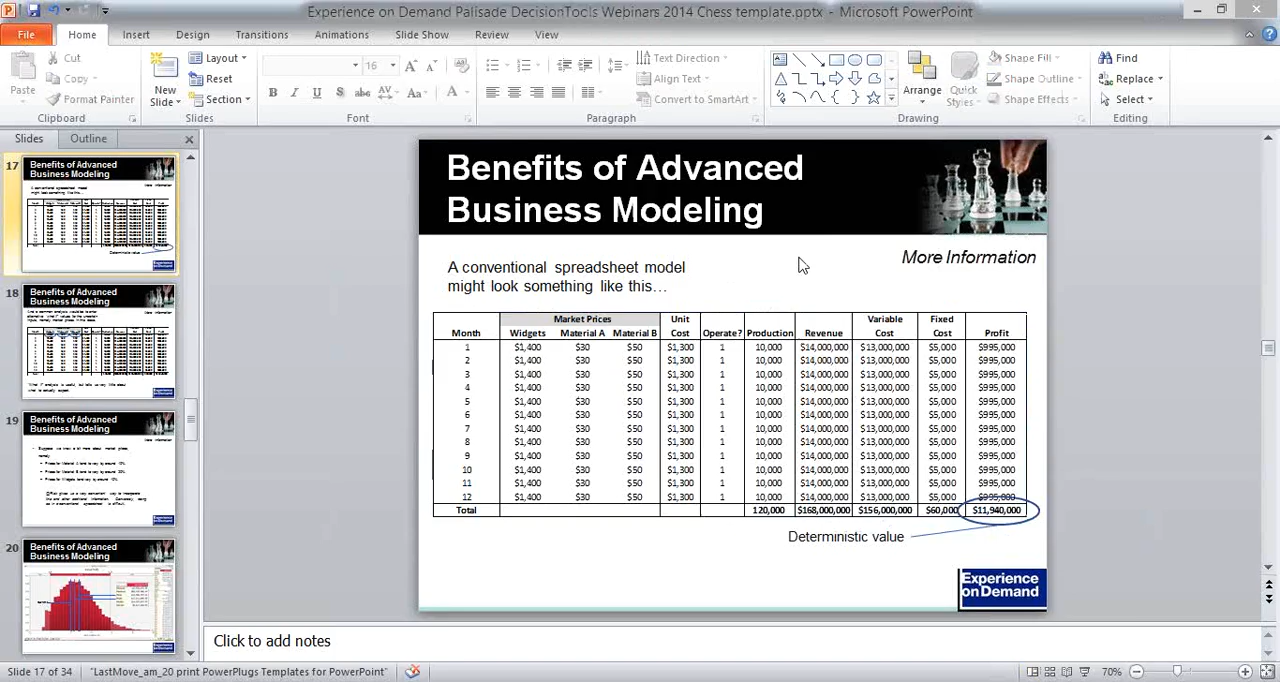 Experience on Demand Palisade DecisionTools Webinars 2014 Chess template.pptx - Microsoft PowerPoint
File Home Insert Design Transitions Animations Slide Show Review View
Paste
Cut
Copy
Format Painter
Clipboard
New Slide
Layout
Reset
Section
Slides
16
B I U S abc AV Aa A
Font
Text Direction
Align Text
Convert to SmartArt
Paragraph
Arrange
Quick Styles
Shape Fill
Shape Outline
Shape Effects
Drawing
Find
Replace
Select
Editing
Slides Outline
17
Benefits of Advanced
Business Modeling
18
Benefits of Advanced
Business Modeling
19
Benefits of Advanced
Business Modeling
20
Benefits of Advanced
Business Modeling
Benefits of Advanced
Business Modeling
More Information
A conventional spreadsheet model
might look something like this…
Market Prices Unit Variable Fixed
Month Widgets Material A Material B Cost Operate? Production Revenue Cost Cost Profit
1 $1,400 $30 $50 $1,300 1 10,000 $14,000,000 $13,000,000 $5,000 $995,000
2 $1,400 $30 $50 $1,300 1 10,000 $14,000,000 $13,000,000 $5,000 $995,000
3 $1,400 $30 $50 $1,300 1 10,000 $14,000,000 $13,000,000 $5,000 $995,000
4 $1,400 $30 $50 $1,300 1 10,000 $14,000,000 $13,000,000 $5,000 $995,000
5 $1,400 $30 $50 $1,300 1 10,000 $14,000,000 $13,000,000 $5,000 $995,000
6 $1,400 $30 $50 $1,300 1 10,000 $14,000,000 $13,000,000 $5,000 $995,000
7 $1,400 $30 $50 $1,300 1 10,000 $14,000,000 $13,000,000 $5,000 $995,000
8 $1,400 $30 $50 $1,300 1 10,000 $14,000,000 $13,000,000 $5,000 $995,000
9 $1,400 $30 $50 $1,300 1 10,000 $14,000,000 $13,000,000 $5,000 $995,000
10 $1,400 $30 $50 $1,300 1 10,000 $14,000,000 $13,000,000 $5,000 $995,000
11 $1,400 $30 $50 $1,300 1 10,000 $14,000,000 $13,000,000 $5,000 $995,000
12 $1,400 $30 $50 $1,300 1 10,000 $14,000,000 $13,000,000 $5,000 $995,000
Total 120,000 $168,000,000 $156,000,000 $60,000 $11,940,000
Deterministic value
Experience
on Demand
Click to add notes
Slide 17 of 34 "LastMove_am_20 print PowerPlugs Templates for PowerPoint" 70%